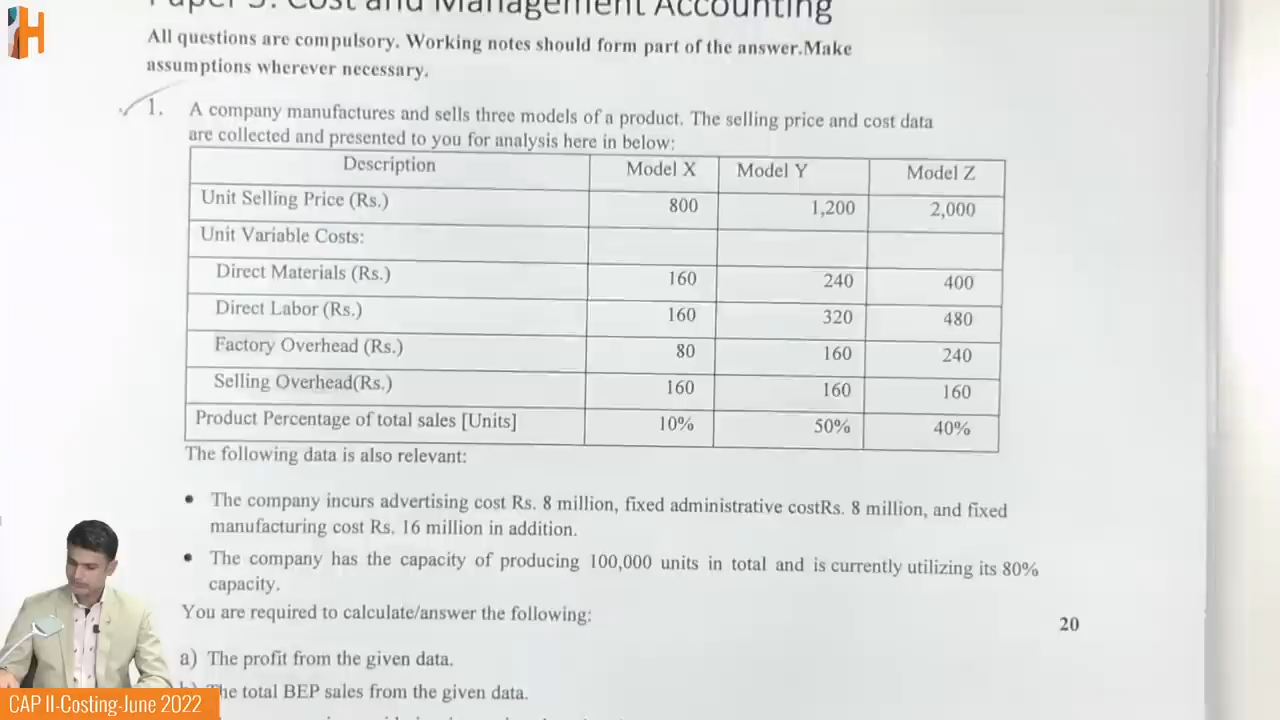 Paper 3: Cost and Management Accounting
All questions are compulsory. Working notes should form part of the answer.Make
assumptions wherever necessary.
1. A company manufactures and sells three models of a product. The selling price and cost data
are collected and presented to you for analysis here in below:
Description Model X Model Y Model Z
Unit Selling Price (Rs.) 800 1,200 2,000
Unit Variable Costs:
Direct Materials (Rs.) 160 240 400
Direct Labor (Rs.) 160 320 480
Factory Overhead (Rs.) 80 160 240
Selling Overhead(Rs.) 160 160 160
Product Percentage of total sales [Units] 10% 50% 40%
The following data is also relevant:
• The company incurs advertising cost Rs. 8 million, fixed administrative costRs. 8 million, and fixed
manufacturing cost Rs. 16 million in addition.
• The company has the capacity of producing 100,000 units in total and is currently utilizing its 80%
capacity.
You are required to calculate/answer the following:
20
a) The profit from the given data.
The total BEP sales from the given data.
H
CAP II-Costing-June 2022